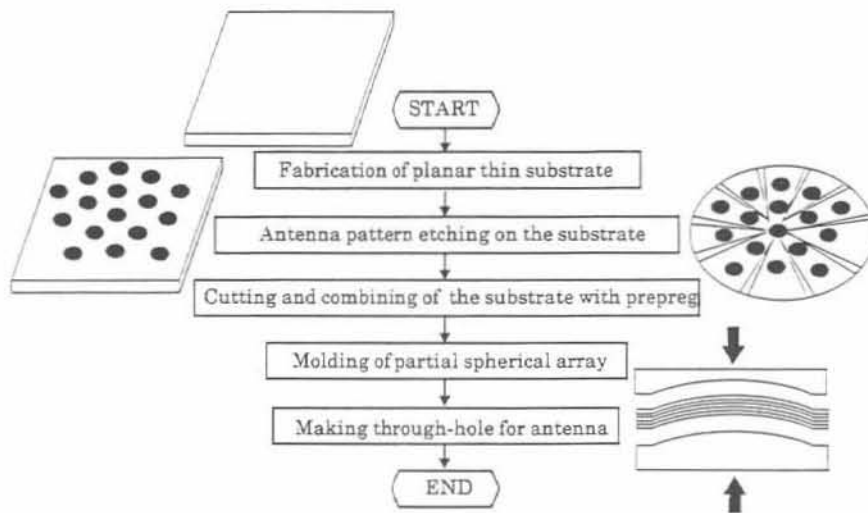 START
Fabrication of planar thin substrate
Antenna pattern etching on the substrate
Cutting and combining of the substrate with prepreg
Molding of partial spherical array
Making through-hole for antenna
END